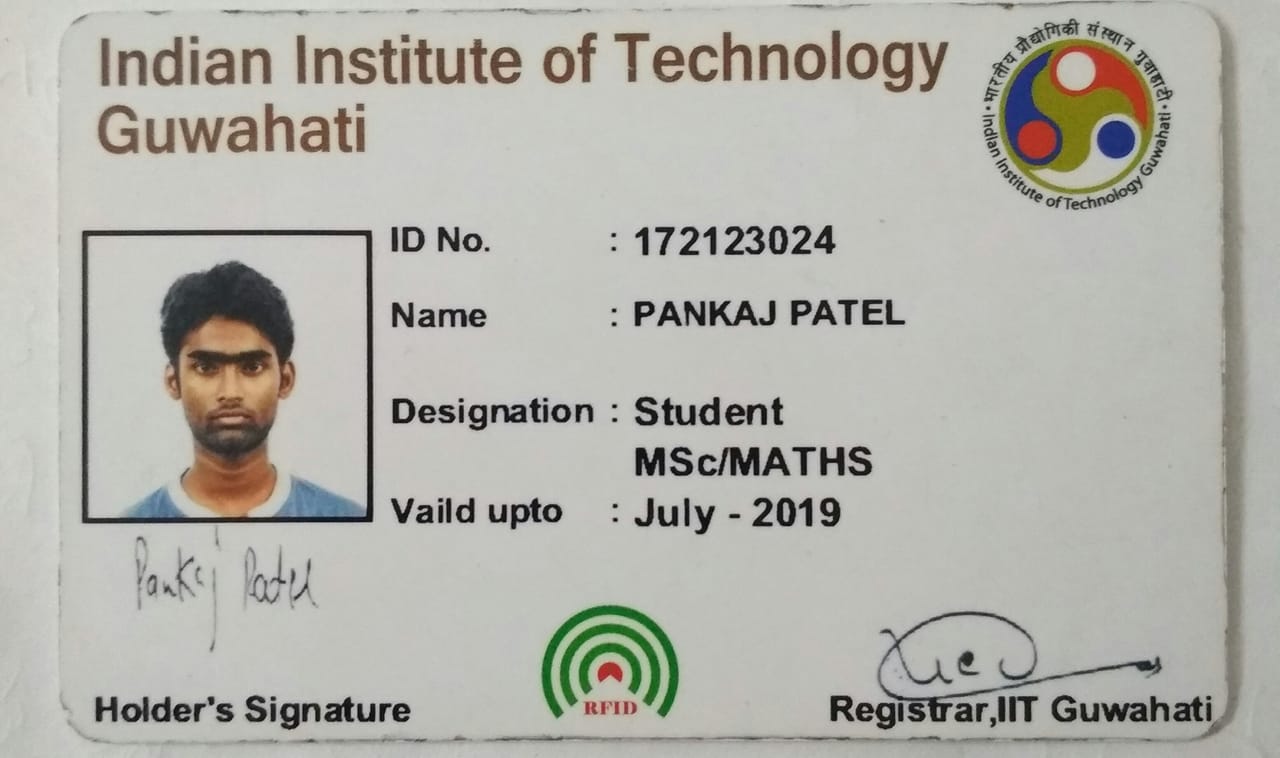 Indian Institute of Technology
Guwahati
भारतीय प्रौद्योगिकी संस्थान गुवाहाटी
Indian Institute of Technology Guwahati
ID No. : 172123024
Name : PANKAJ PATEL
Designation : Student
MSc/MATHS
Vaild upto : July - 2019
Pankaj Patel
RFID
Holder's Signature
Registrar,IIT Guwahati